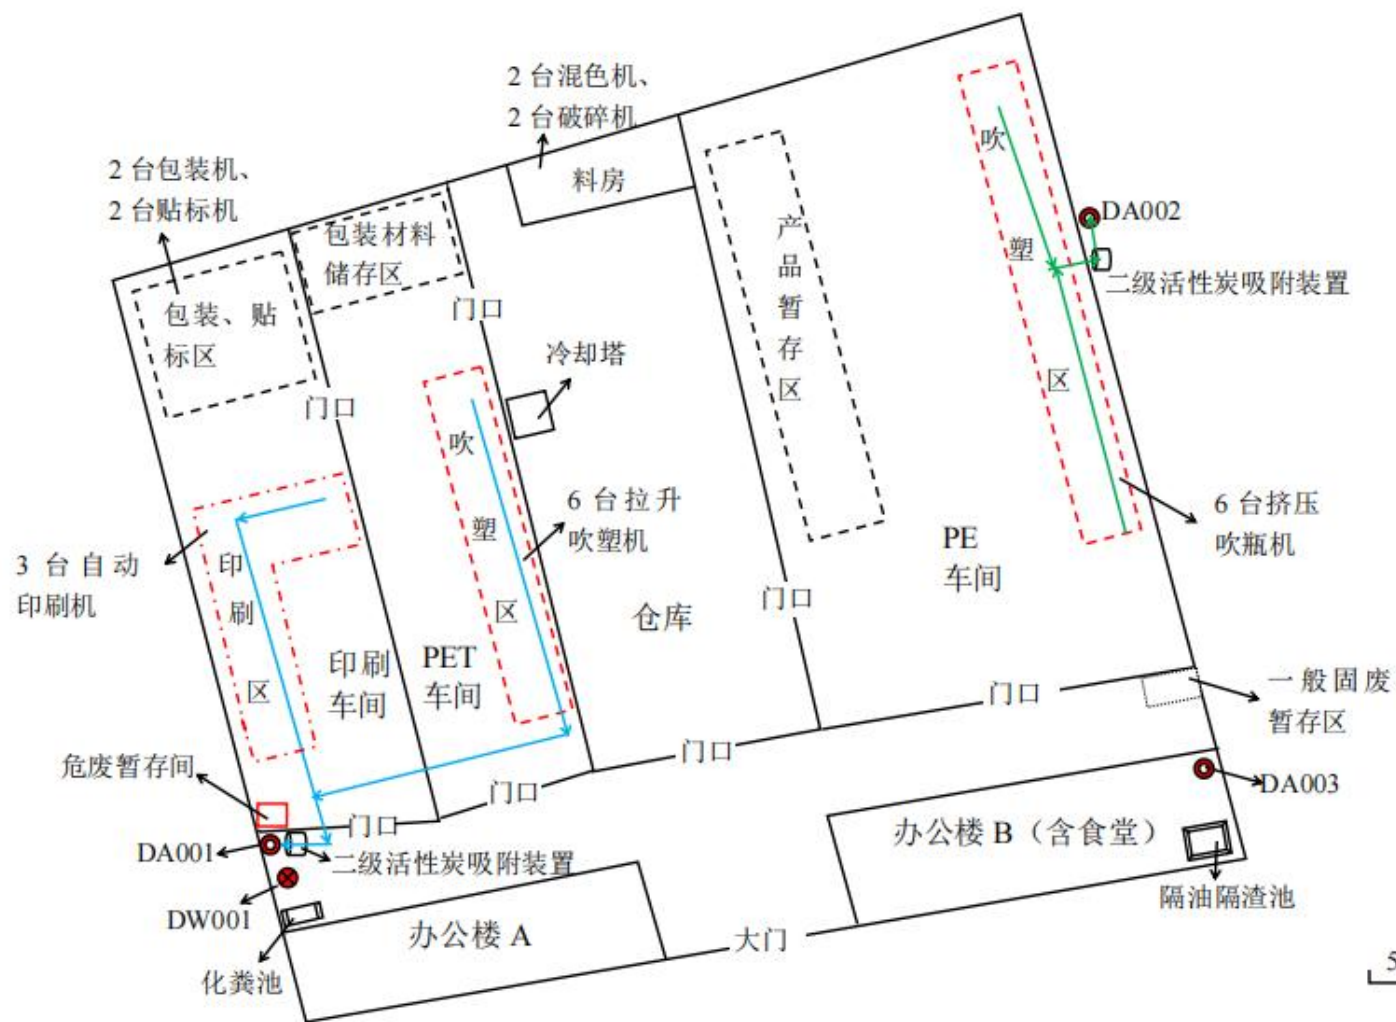 2 台混色机、
2 台破碎机
料房
2 台包装机、
2 台贴标机
包装材料
储存区
包装、贴
标区
门口
门口
冷却塔
产品暂存区
吹塑区
DA002
二级活性炭吸附装置
6 台挤压
吹瓶机
吹塑区
6 台拉升
吹塑机
3 台自动
印刷机
印刷区
印刷
车间
PET
车间
仓库
门口
PE
车间
门口
一般固废
暂存区
门口
门口
门口
危废暂存间
DA001
二级活性炭吸附装置
DW001
化粪池
办公楼 A
大门
办公楼 B（含食堂）
DA003
隔油隔渣池
5